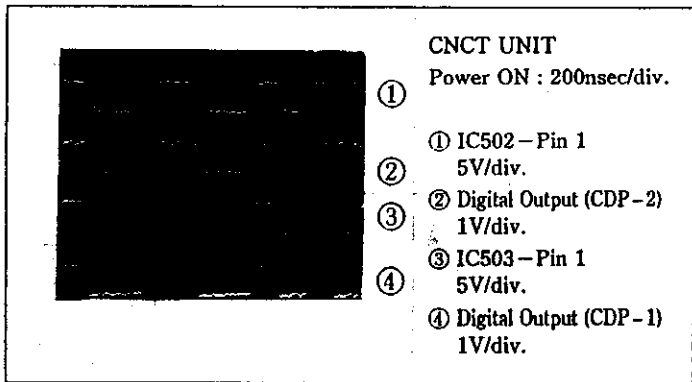 CNCT UNIT
Power ON : 200nsec/div.
①
① IC502－Pin 1
5V/div.
②
② Digital Output (CDP－2)
1V/div.
③
③ IC503－Pin 1
5V/div.
④
④ Digital Output (CDP－1)
1V/div.